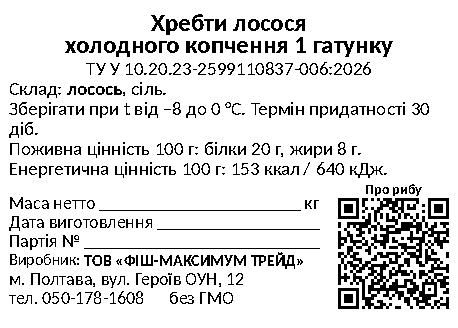 Хребти лосося
холодного копчення 1 гатунку
ТУ У 10.20.23-2599110837-006:2026
Склад: лосось, сіль.
Зберігати при t від –8 до 0 °С. Термін придатності 30
діб.
Поживна цінність 100 г: білки 20 г, жири 8 г.
Енергетична цінність 100 г: 153 ккал / 640 кДж.
Про рибу
Маса нетто ________________________ кг
Дата виготовлення ___________________
Партія № ____________________________
Виробник: ТОВ «ФІШ-МАКСИМУМ ТРЕЙД»
м. Полтава, вул. Героїв ОУН, 12
тел. 050-178-1608 без ГМО